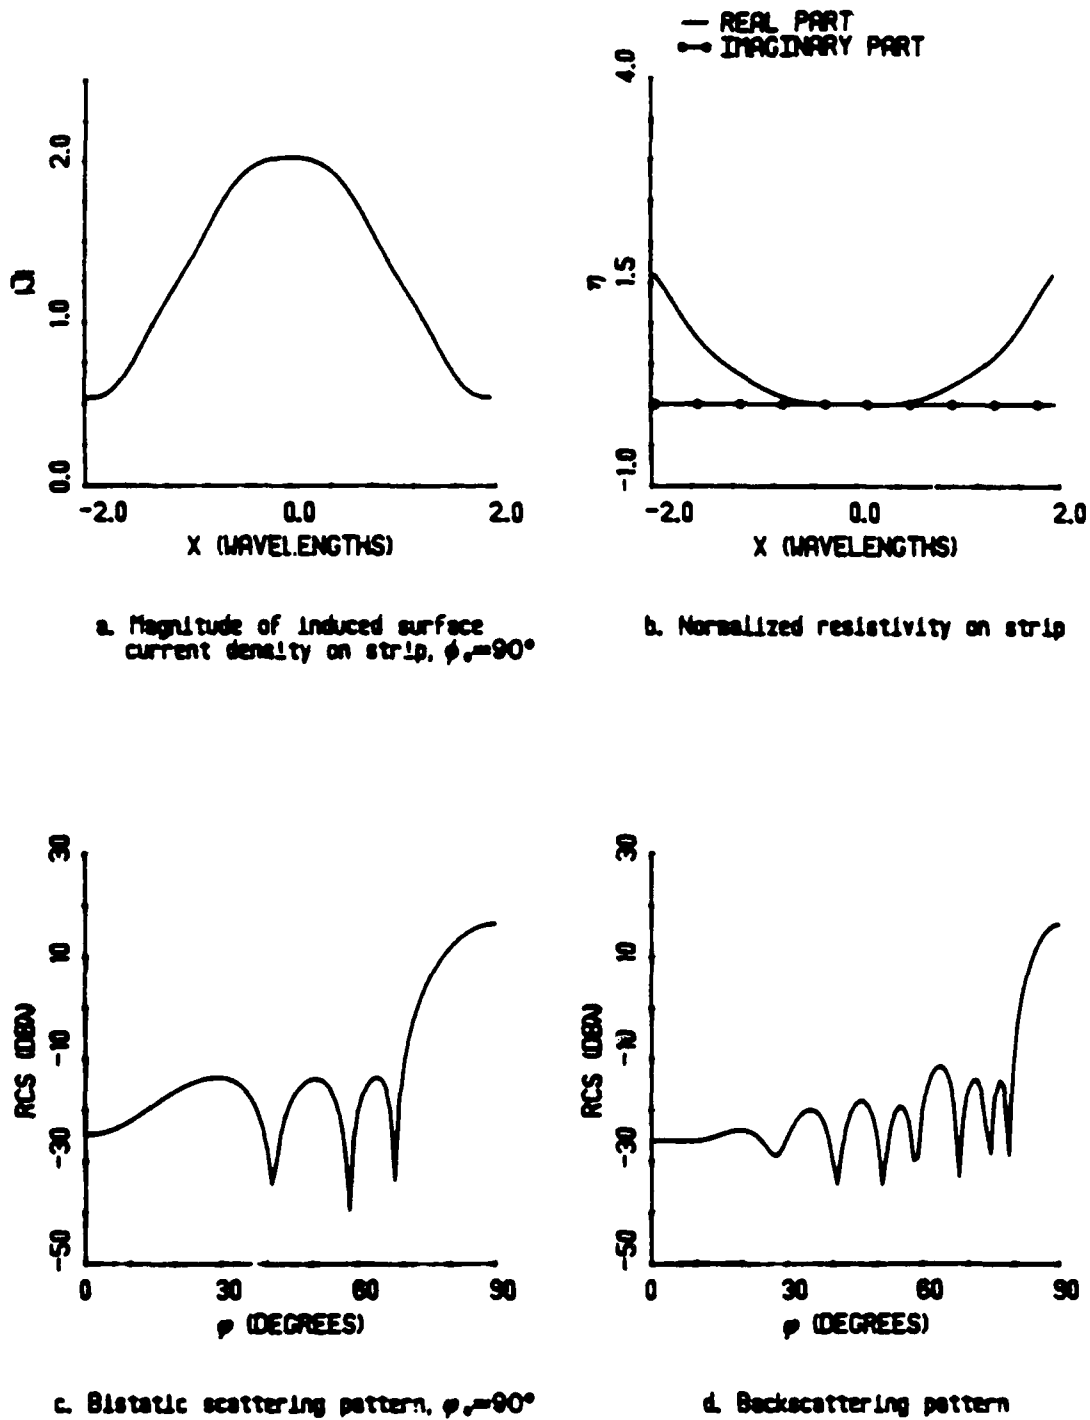 — REAL PART
IMAGINARY PART
2.0
1.0
0.0
|J|
-2.0 0.0 2.0
X (WAVELENGTHS)
a. Magnitude of induced surface
current density on strip, ϕ₀=90°
4.0
1.5
-1.0
η
-2.0 0.0 2.0
X (WAVELENGTHS)
b. Normalized resistivity on strip
30
10
-10
-30
-50
RCS (DBλ)
0 30 60 90
φ (DEGREES)
c. Bistatic scattering pattern, φ₀=90°
30
10
-10
-30
-50
RCS (DBλ)
0 30 60 90
φ (DEGREES)
d. Backscattering pattern